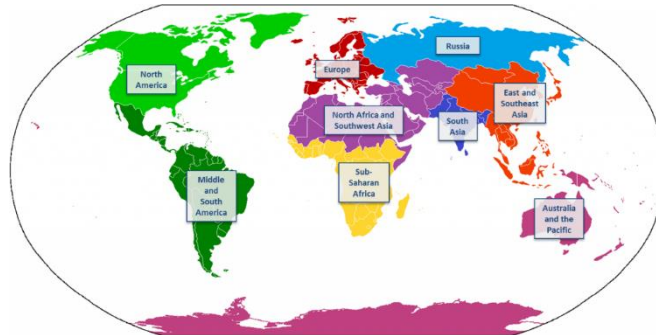 Russia
Europe
North
America
East and
Southeast
Asia
North Africa and
Southwest Asia
South
Asia
Middle
and
South
America
Sub-
Saharan
Africa
Australia
and the
Pacific